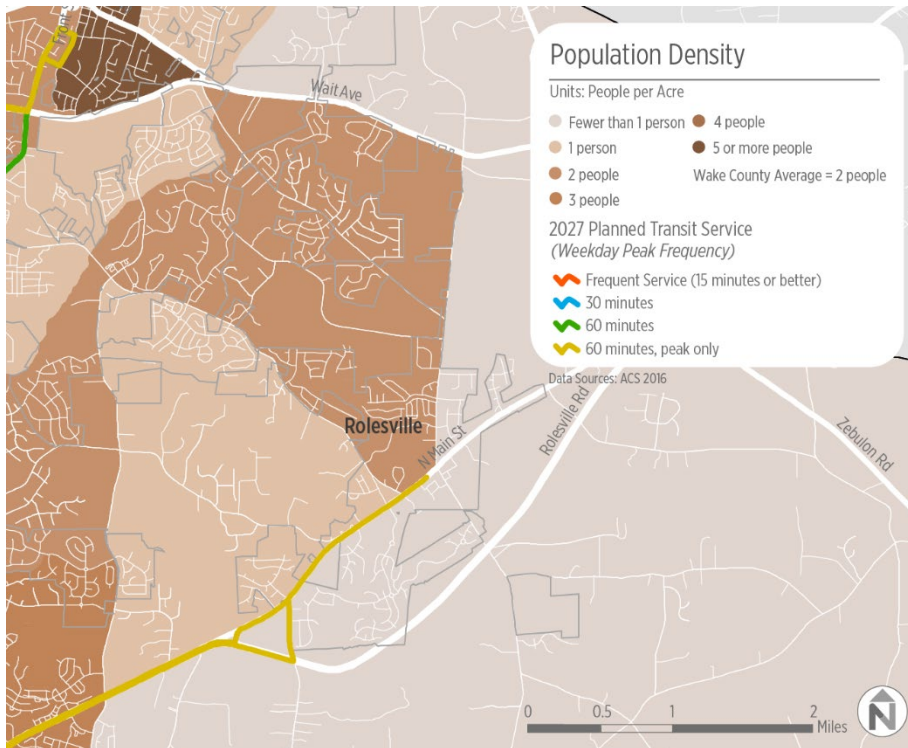 Front S
Wait Ave
Population Density
Units: People per Acre
Fewer than 1 person
4 people
1 person
5 or more people
2 people
Wake County Average = 2 people
3 people
2027 Planned Transit Service
(Weekday Peak Frequency)
Frequent Service (15 minutes or better)
30 minutes
60 minutes
60 minutes, peak only
Data Sources: ACS 2016
Rolesville
N Main St
Rolesville Rd
Zebulon Rd
0 0.5 1 2
Miles
N